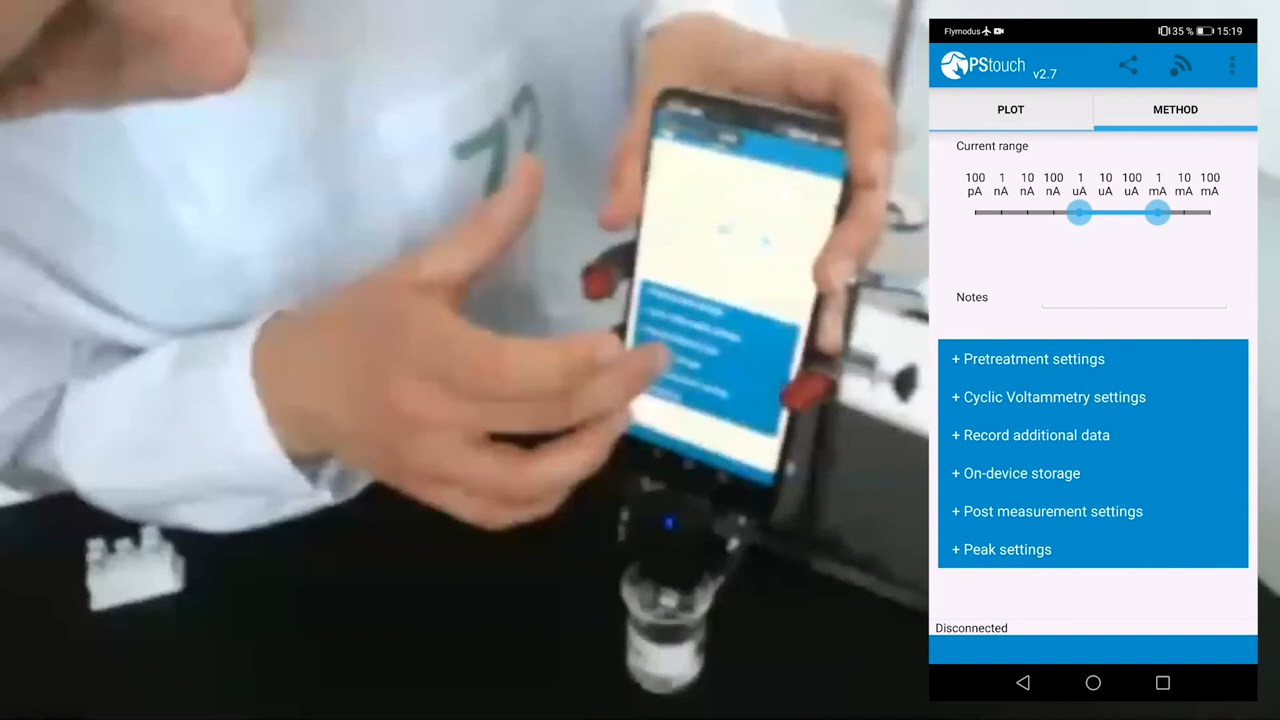 Flymodus 35 % 15:19
PStouch v2.7
PLOT METHOD
Current range
100 1 10 100 1 10 100 1 10 100
pA nA nA nA uA uA uA mA mA mA
Notes
+ Pretreatment settings
+ Cyclic Voltammetry settings
+ Record additional data
+ On-device storage
+ Post measurement settings
+ Peak settings
Disconnected